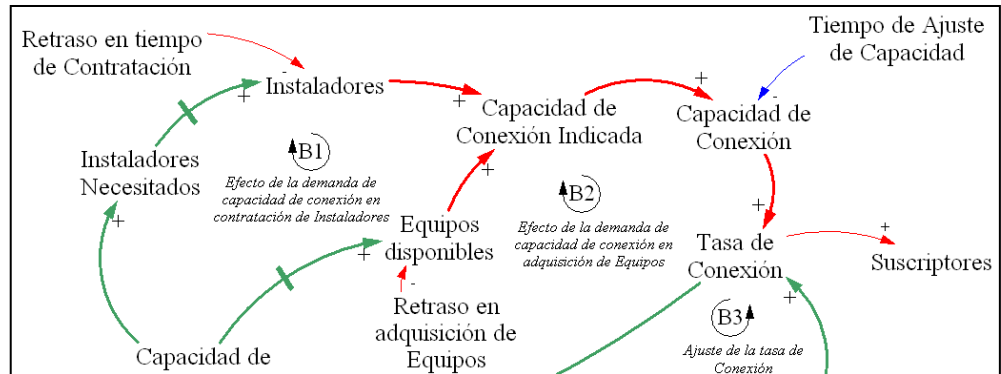 Retraso en tiempo
de Contratación
Tiempo de Ajuste
de Capacidad
-
+
Instaladores
+
Capacidad de
Conexión Indicada
+
-
Capacidad de
Conexión
Instaladores
Necesitados
+
B1
Efecto de la demanda de
capacidad de conexión en
contratación de Instaladores
+
B2
Efecto de la demanda de
capacidad de conexión en
adquisición de Equipos
Equipos
disponibles
+
-
Retraso en
adquisición de
Equipos
+
Tasa de
Conexión
+
+
Suscriptores
B3
Ajuste de la tasa de
Conexión
Capacidad de